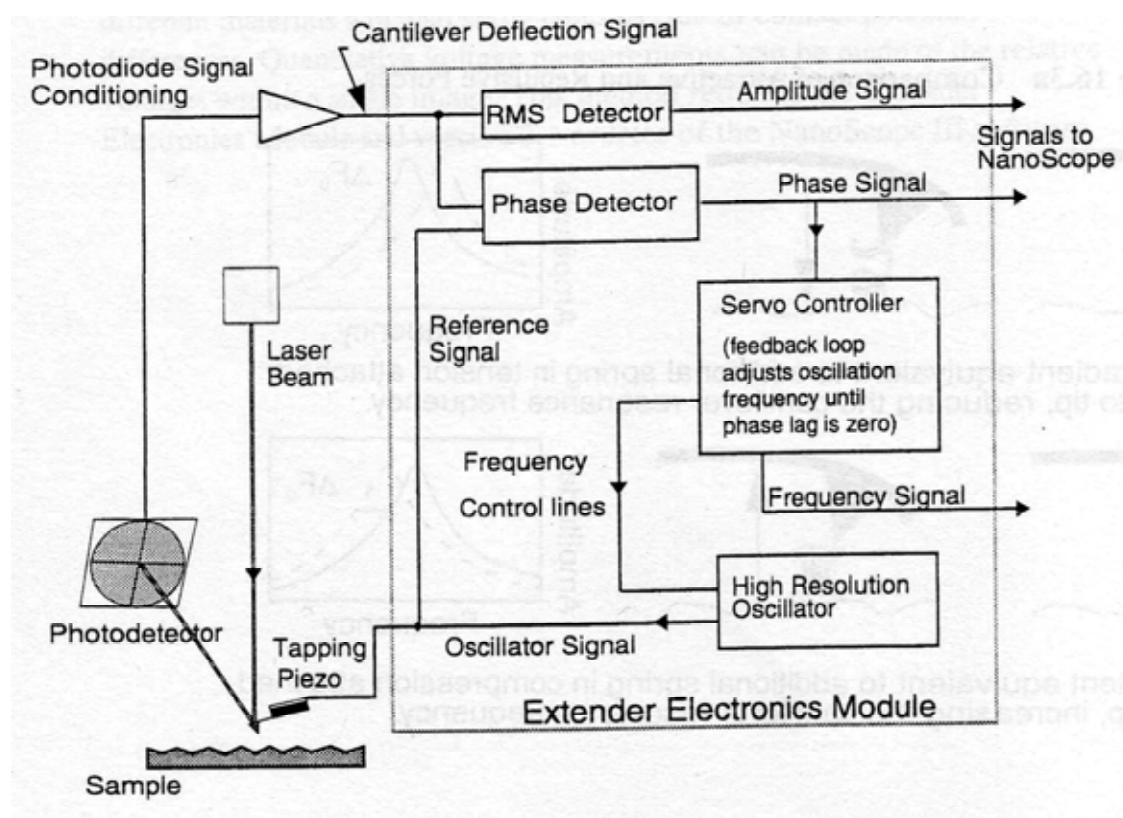 Cantilever Deflection Signal
Photodiode Signal
Conditioning
RMS Detector
Amplitude Signal
Signals to
NanoScope
Phase Detector
Phase Signal
Servo Controller
(feedback loop
adjusts oscillation
frequency until
phase lag is zero)
Reference
Signal
Laser
Beam
Frequency
Control lines
Frequency Signal
High Resolution
Oscillator
Photodetector
Tapping
Piezo
Oscillator Signal
Extender Electronics Module
Sample